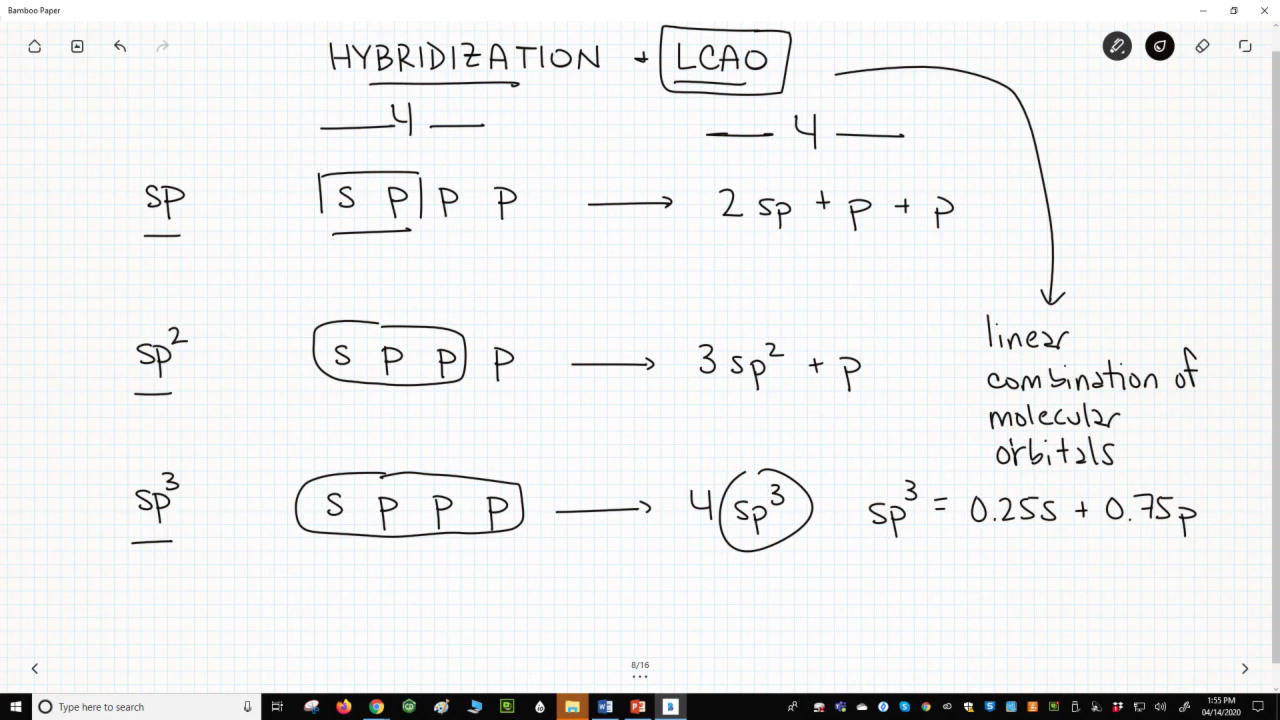 Bamboo Paper
HYBRIDIZATION + LCAO
4 4
sp s p p p → 2 sp + p + p
sp² s p p p → 3 sp² + p
linear
combination of
molecular
orbitals
sp³ s p p p → 4 sp³ sp³ = 0.25s + 0.75p
8/16
Type here to search
1:55 PM
04/14/2020